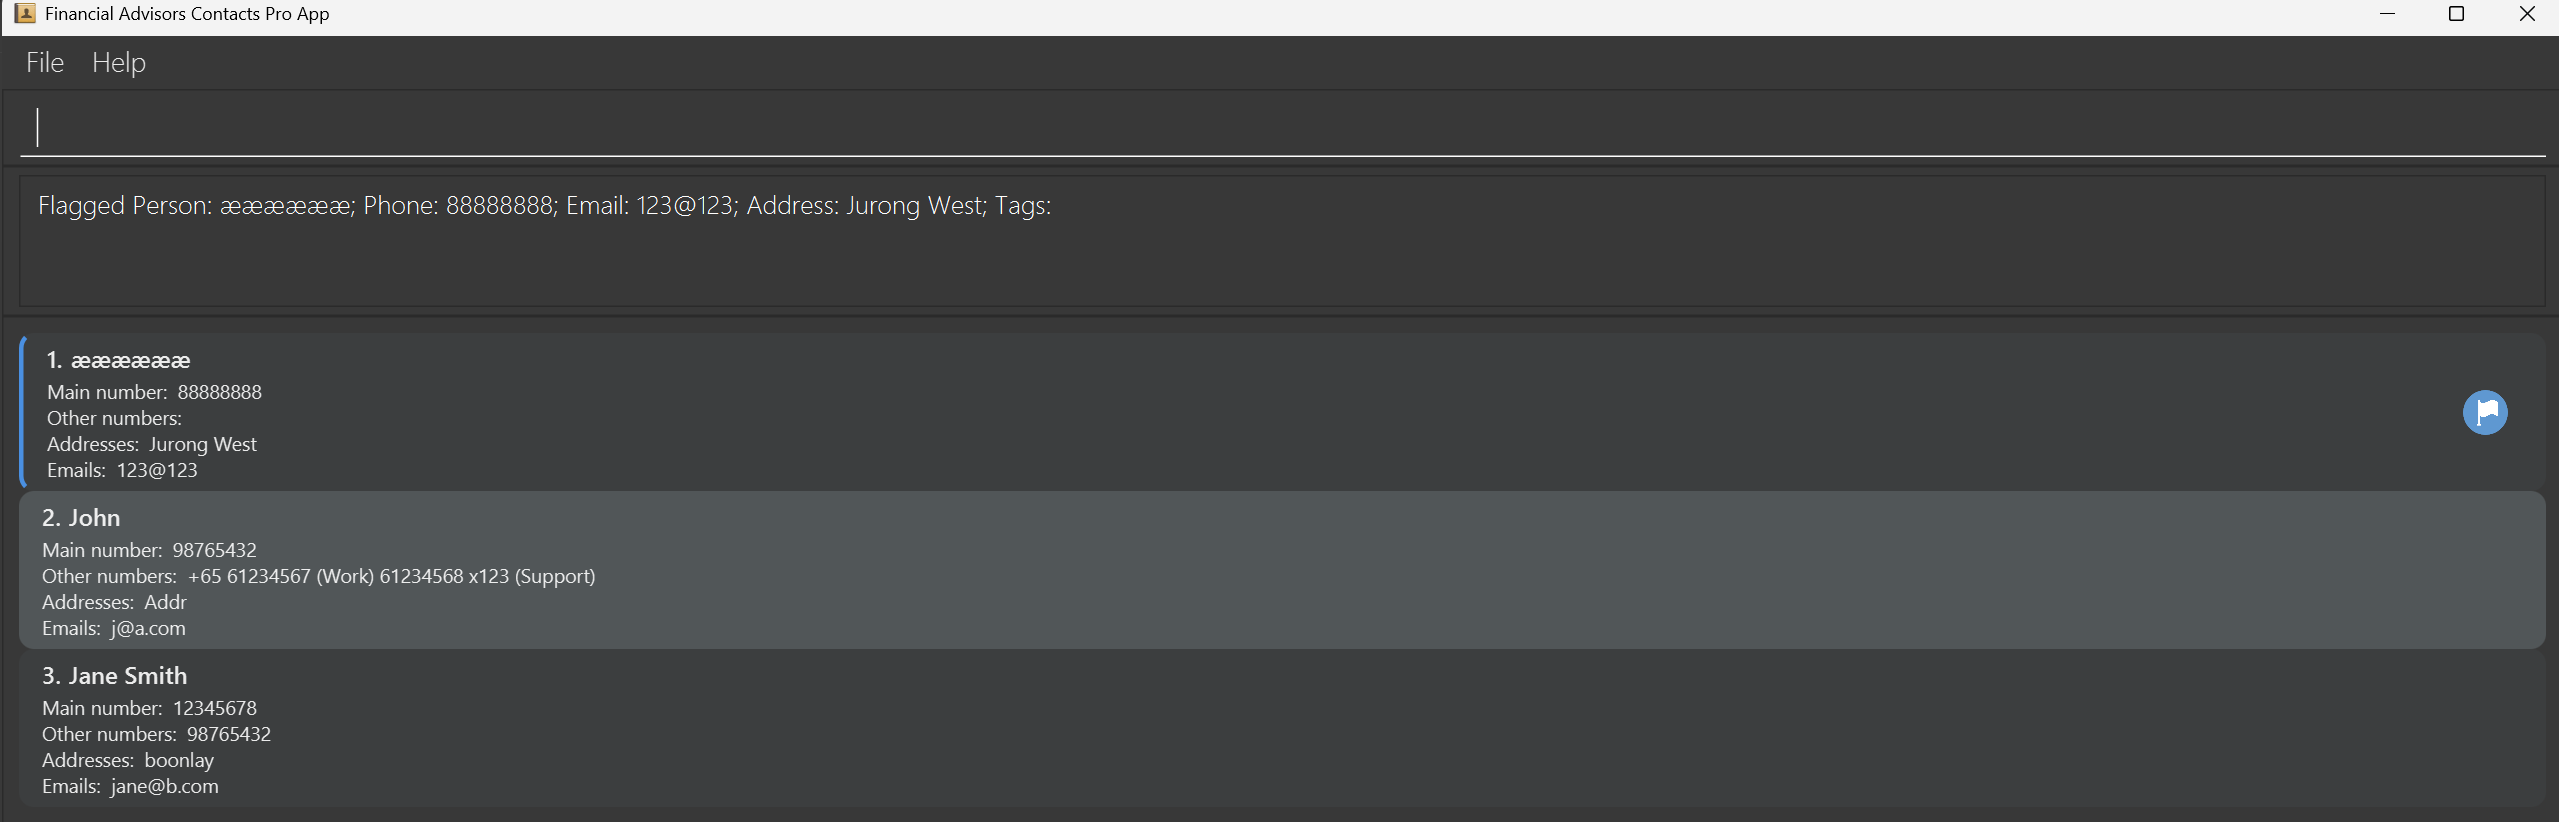 Financial Advisors Contacts Pro App
File Help
Flagged Person: ææææææ; Phone: 88888888; Email: 123@123; Address: Jurong West; Tags:
1. ææææææ
Main number: 88888888
Other numbers:
Addresses: Jurong West
Emails: 123@123
2. John
Main number: 98765432
Other numbers: +65 61234567 (Work) 61234568 x123 (Support)
Addresses: Addr
Emails: j@a.com
3. Jane Smith
Main number: 12345678
Other numbers: 98765432
Addresses: boonlay
Emails: jane@b.com